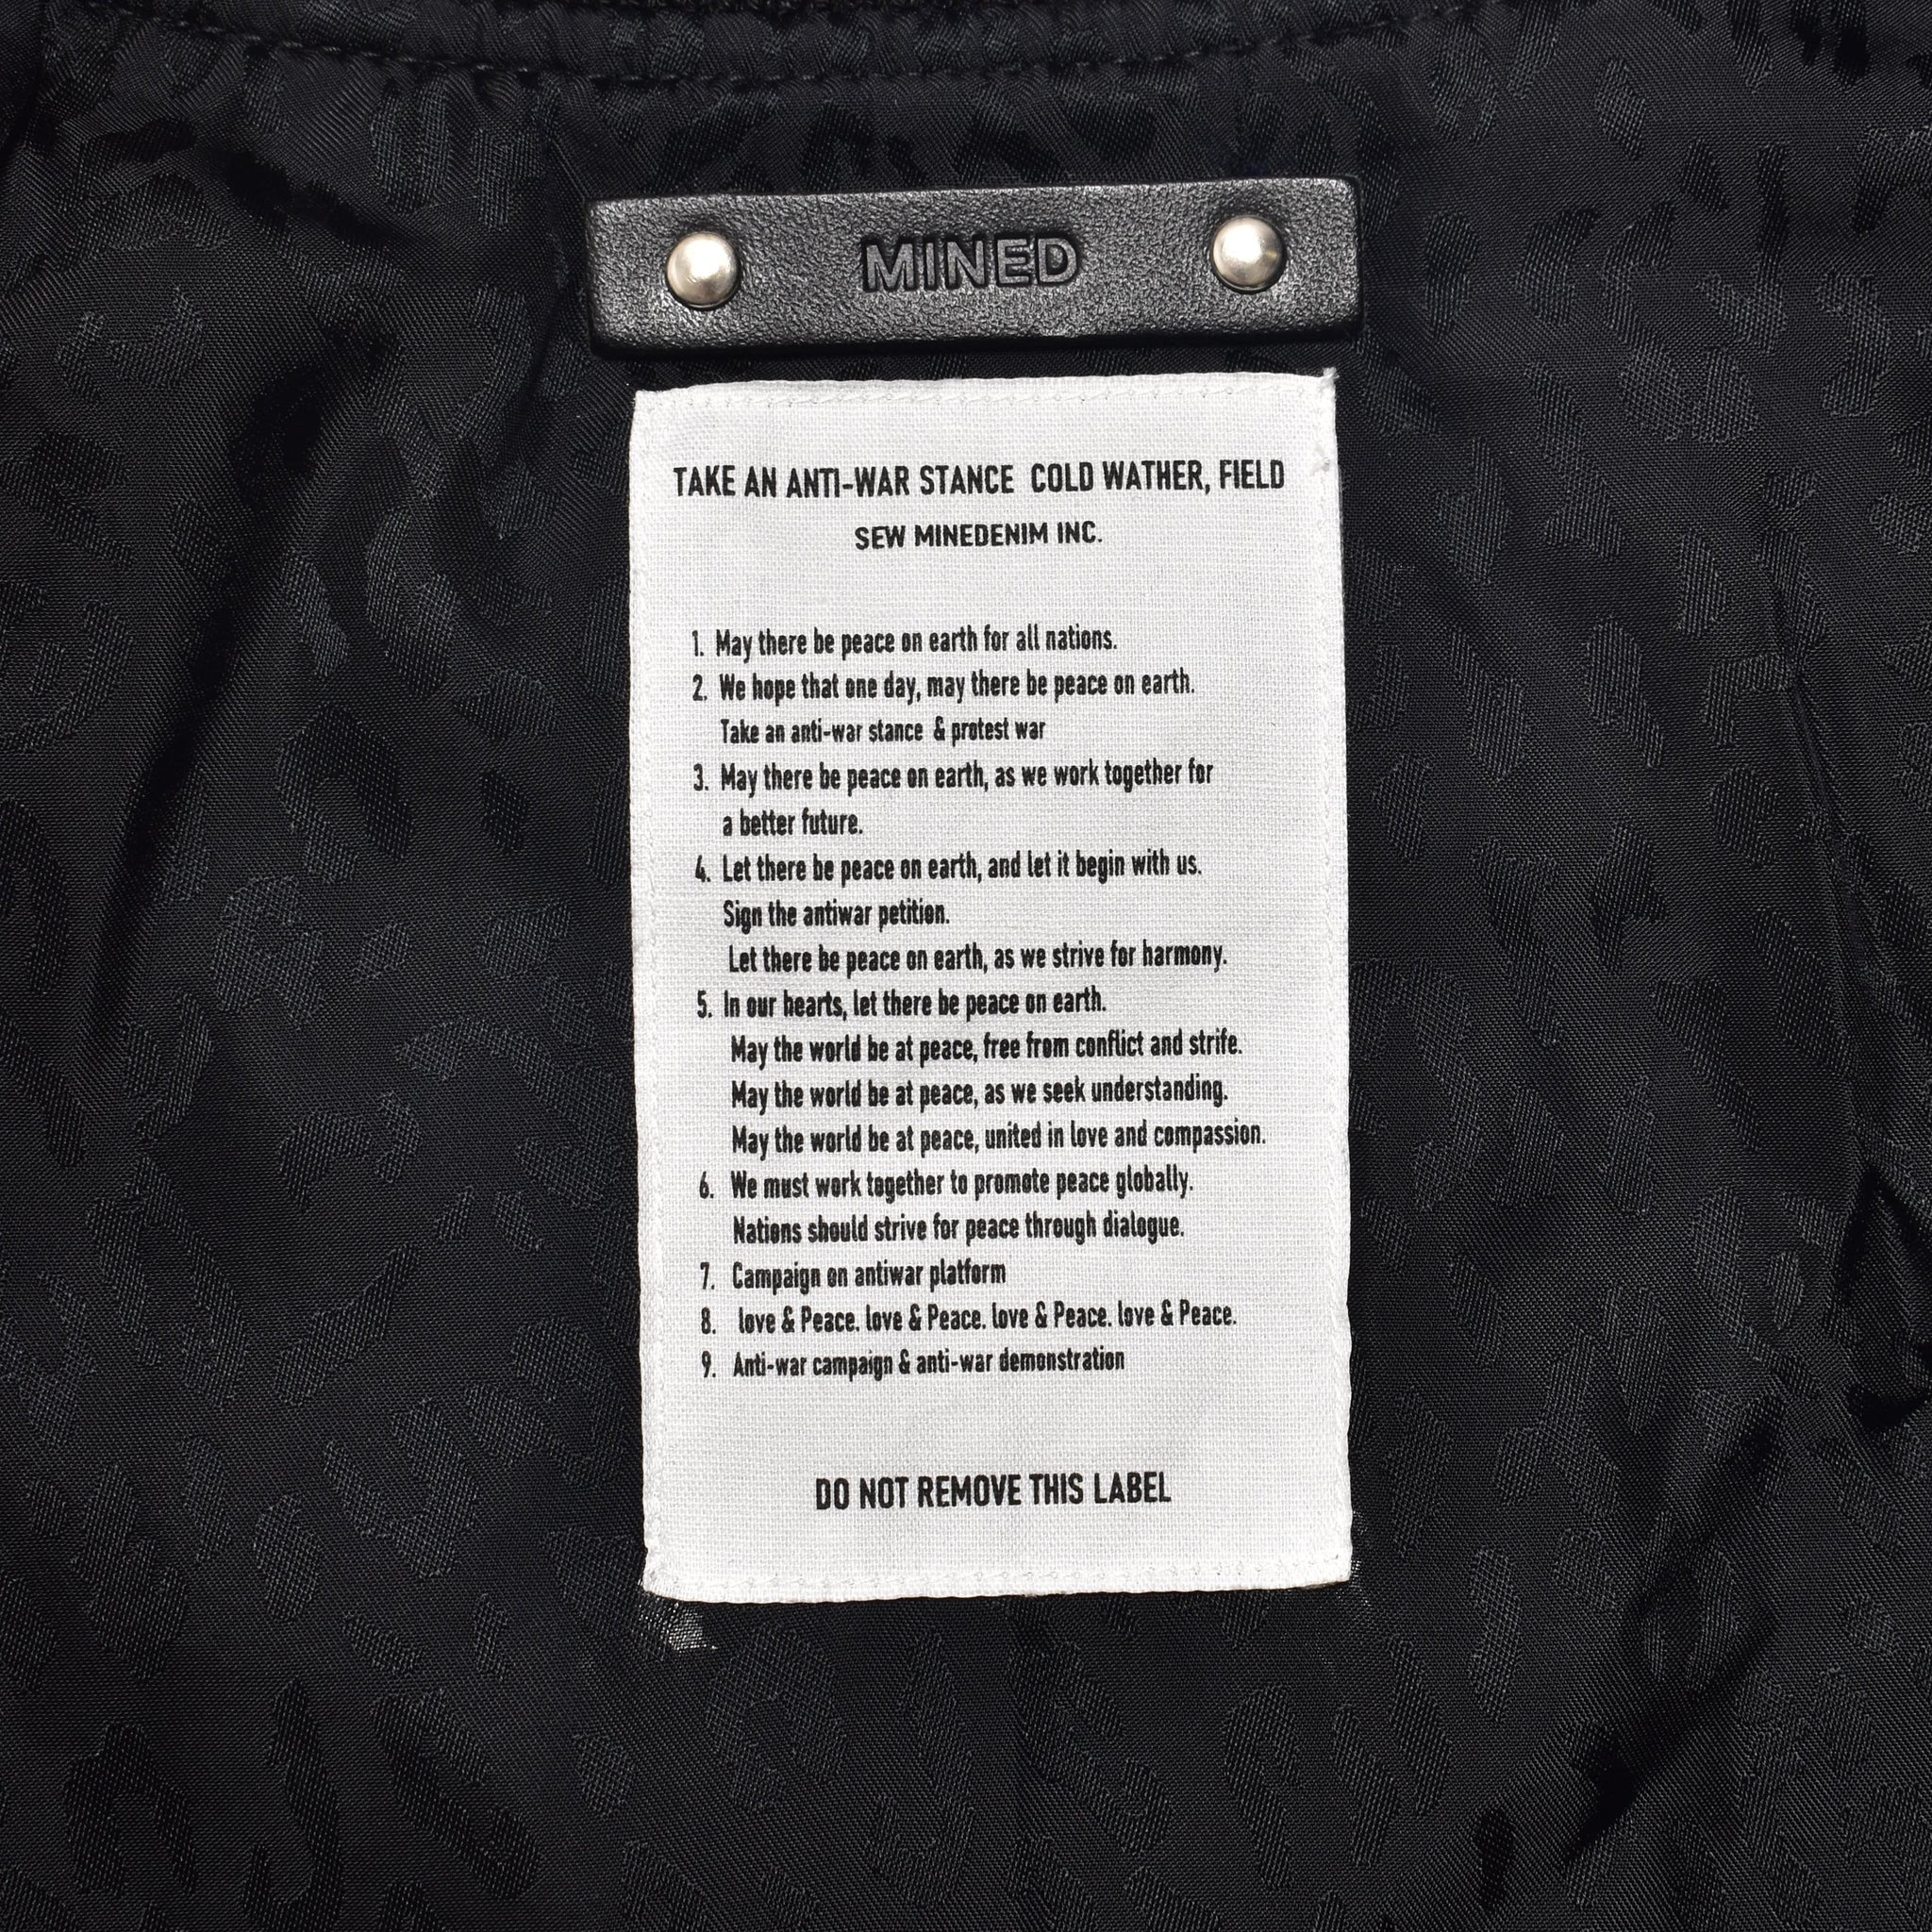 MINED
TAKE AN ANTI-WAR STANCE COLD WATHER, FIELD
SEW MINEDENIM INC.
1. May there be peace on earth for all nations.
2. We hope that one day, may there be peace on earth.
Take an anti-war stance & protest war
3. May there be peace on earth, as we work together for
a better future.
4. Let there be peace on earth, and let it begin with us.
Sign the antiwar petition.
Let there be peace on earth, as we strive for harmony.
5. In our hearts, let there be peace on earth.
May the world be at peace, free from conflict and strife.
May the world be at peace, as we seek understanding.
May the world be at peace, united in love and compassion.
6. We must work together to promote peace globally.
Nations should strive for peace through dialogue.
7. Campaign on antiwar platform
8. love & Peace. love & Peace. love & Peace. love & Peace.
9. Anti-war campaign & anti-war demonstration
DO NOT REMOVE THIS LABEL